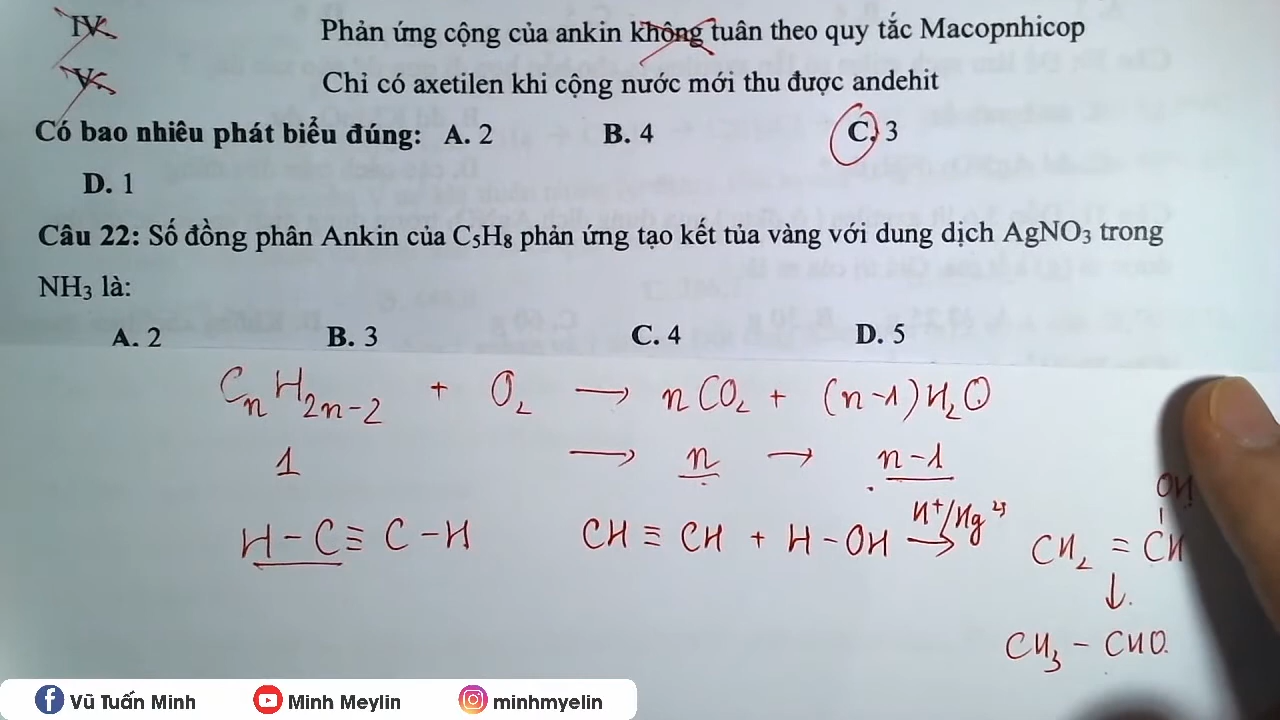 IV Phản ứng cộng của ankin không tuân theo quy tắc Macopnhicop
V Chỉ có axetilen khi cộng nước mới thu được andehit
Có bao nhiêu phát biểu đúng: A. 2 B. 4 C. 3
D. 1
Câu 22: Số đồng phân Ankin của C₅H₈ phản ứng tạo kết tủa vàng với dung dịch AgNO₃ trong
NH₃ là:
A. 2 B. 3 C. 4 D. 5
CₙH₂ₙ₋₂ + O₂ → nCO₂ + (n-1)H₂O
1 → n → n-1
OH
H - C ≡ C - H CH ≡ CH + H - OH H⁺/Hg²⁺ → CH₂ = CH
↓
CH₃ - CHO
Vũ Tuấn Minh Minh Meylin minhmyelin